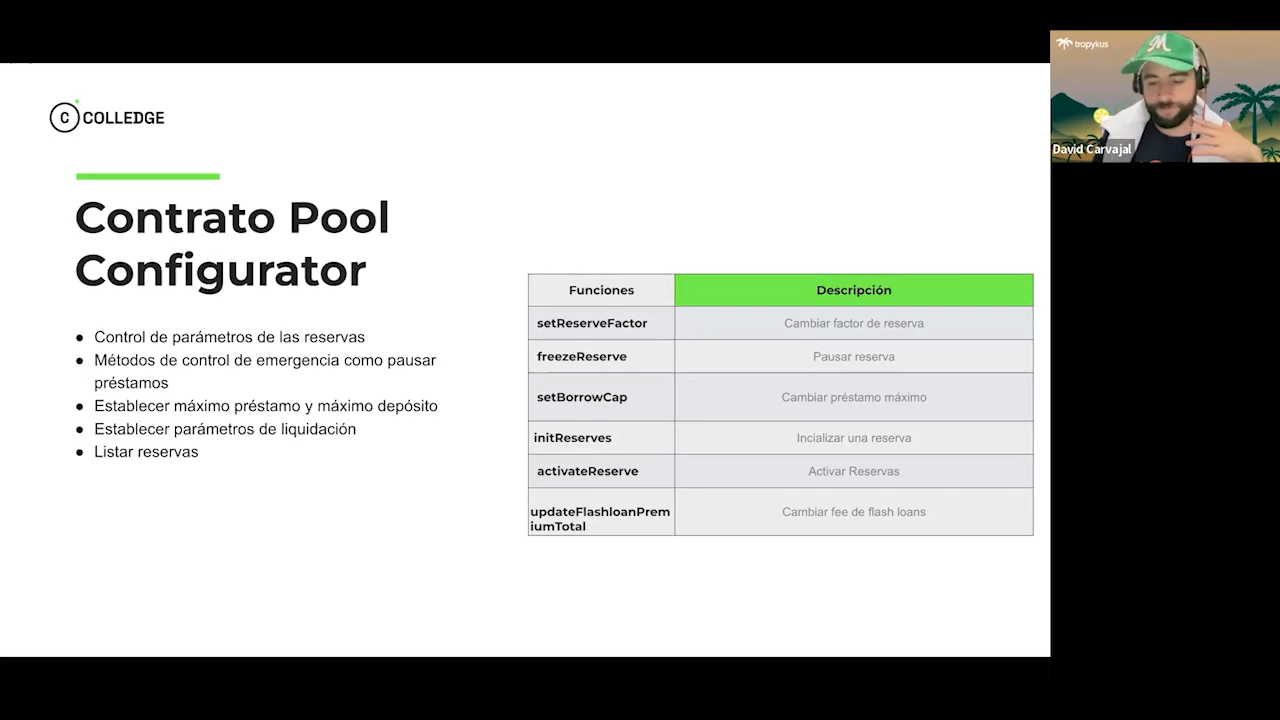 C COLLEDGE
Contrato Pool
Configurator
● Control de parámetros de las reservas
● Métodos de control de emergencia como pausar
préstamos
● Establecer máximo préstamo y máximo depósito
● Establecer parámetros de liquidación
● Listar reservas
Funciones Descripción
setReserveFactor Cambiar factor de reserva
freezeReserve Pausar reserva
setBorrowCap Cambiar préstamo máximo
initReserves Incializar una reserva
activateReserve Activar Reservas
updateFlashloanPrem
iumTotal Cambiar fee de flash loans
tropykus
M
David Carvajal